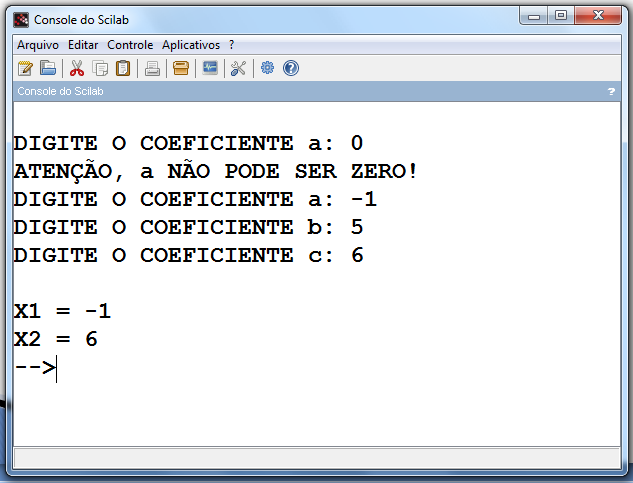 Console do Scilab
Arquivo Editar Controle Aplicativos ?
Console do Scilab ?
DIGITE O COEFICIENTE a: 0
ATENÇÃO, a NÃO PODE SER ZERO!
DIGITE O COEFICIENTE a: -1
DIGITE O COEFICIENTE b: 5
DIGITE O COEFICIENTE c: 6
X1 = -1
X2 = 6
-->